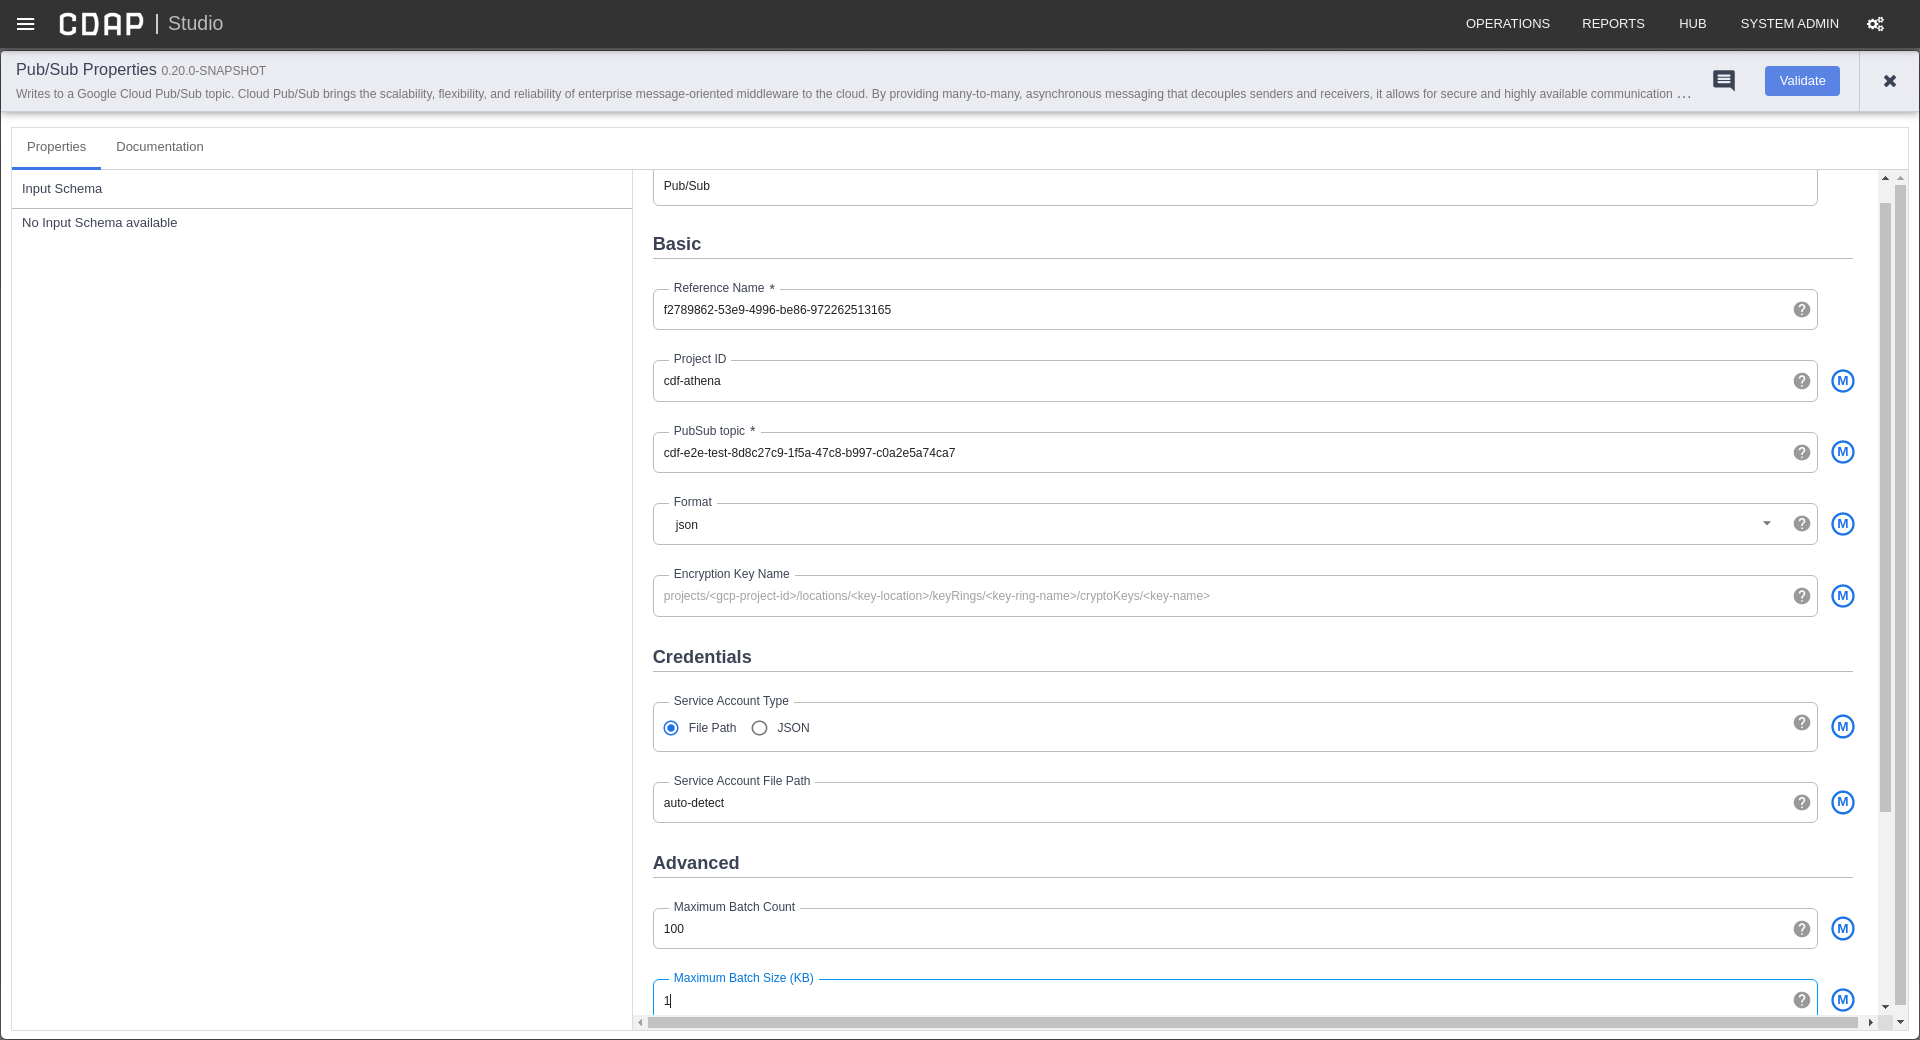 CDAP | Studio
OPERATIONS REPORTS HUB SYSTEM ADMIN
Pub/Sub Properties 0.20.0-SNAPSHOT
Writes to a Google Cloud Pub/Sub topic. Cloud Pub/Sub brings the scalability, flexibility, and reliability of enterprise message-oriented middleware to the cloud. By providing many-to-many, asynchronous messaging that decouples senders and receivers, it allows for secure and highly available communication ...
Validate
Properties Documentation
Input Schema
No Input Schema available
Pub/Sub
Basic
Reference Name *
f2789862-53e9-4996-be86-972262513165
Project ID
cdf-athena
M
PubSub topic *
cdf-e2e-test-8d8c27c9-1f5a-47c8-b997-c0a2e5a74ca7
M
Format
json
M
Encryption Key Name
projects/<gcp-project-id>/locations/<key-location>/keyRings/<key-ring-name>/cryptoKeys/<key-name>
M
Credentials
Service Account Type
File Path JSON
M
Service Account File Path
auto-detect
M
Advanced
Maximum Batch Count
100
M
Maximum Batch Size (KB)
1
M